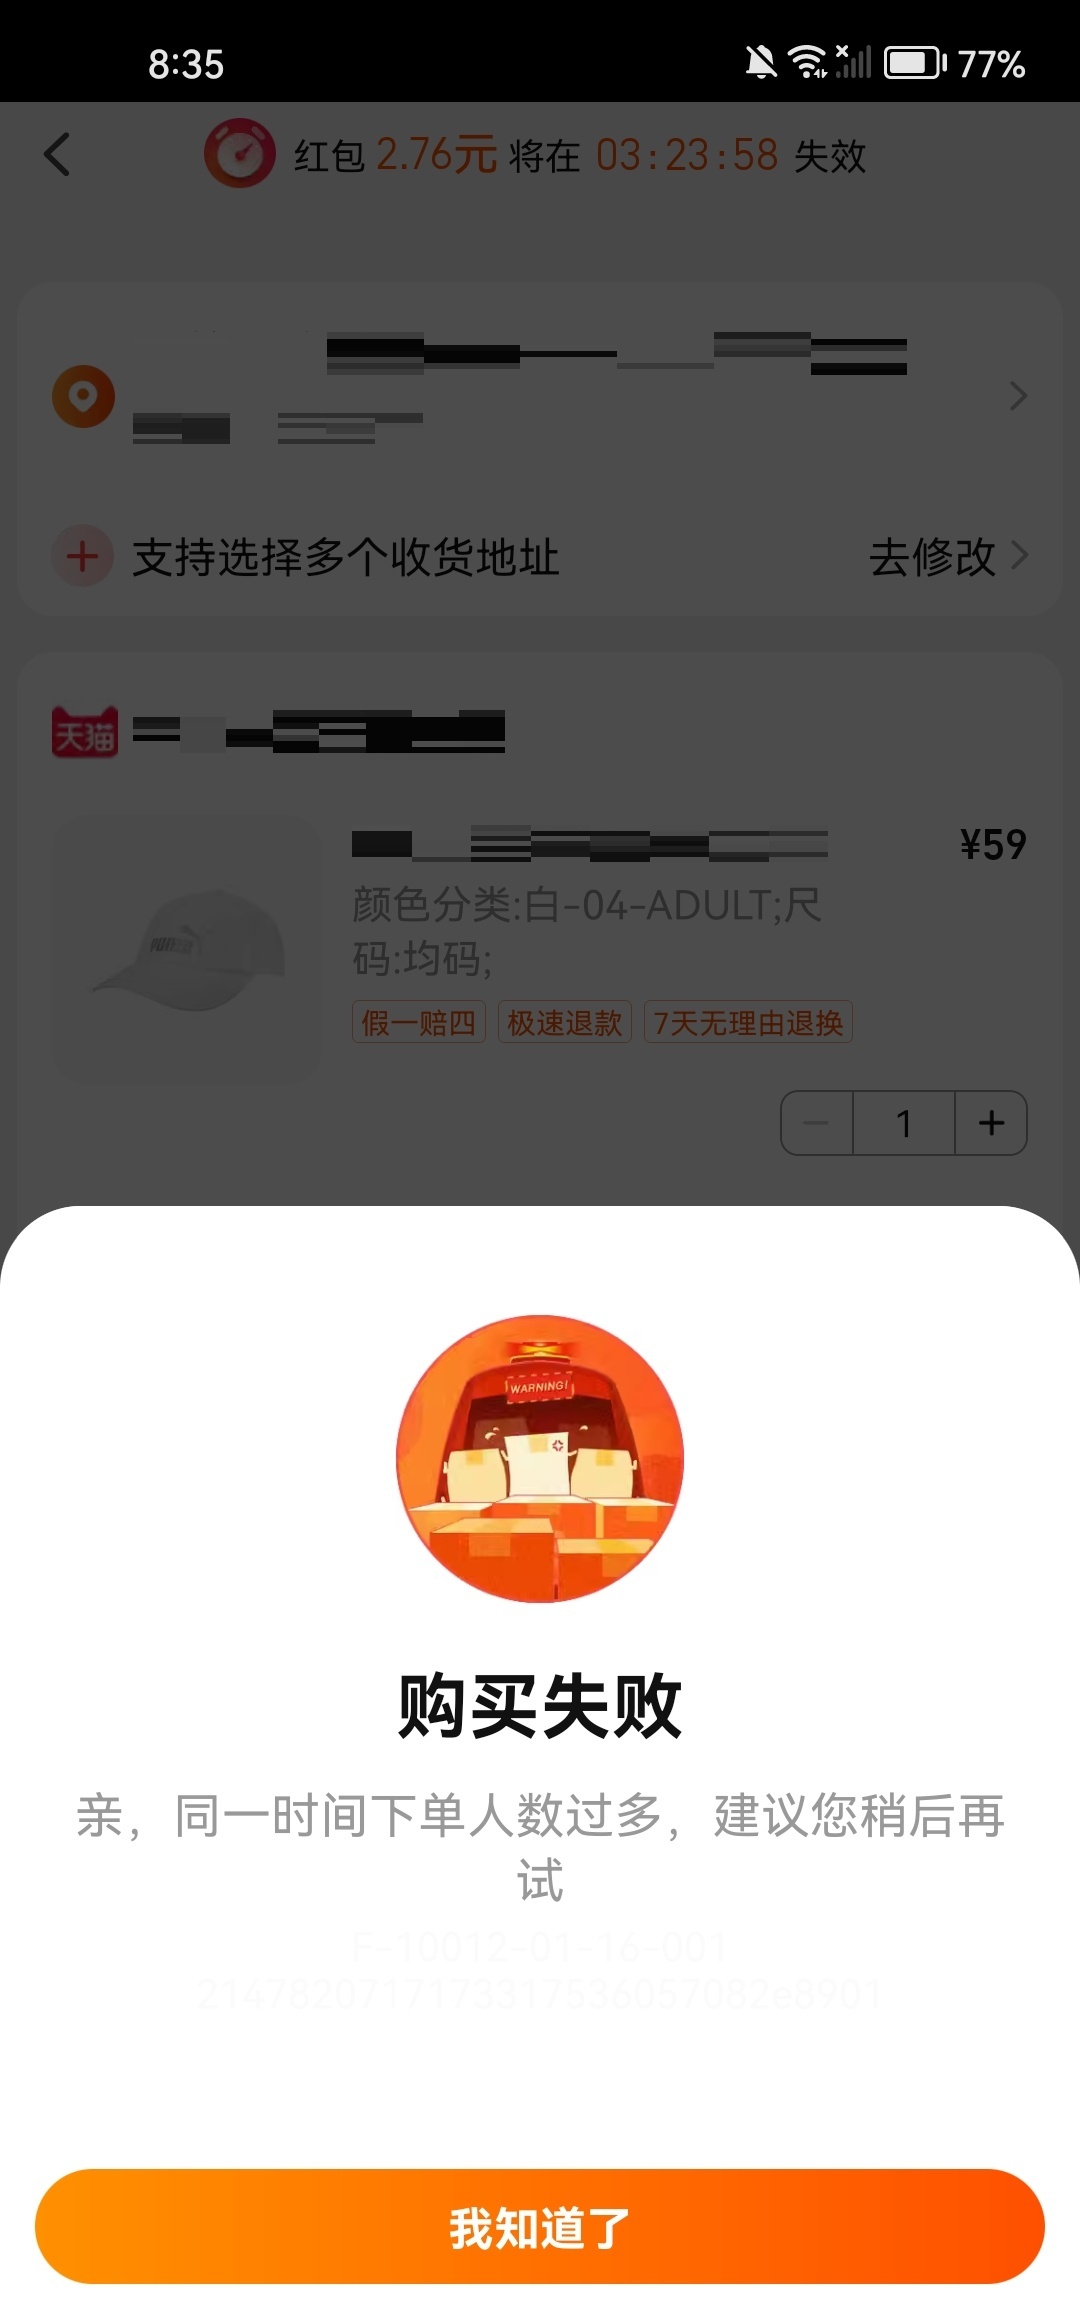 8:35
77%
红包 2.76元 将在 03:23:58 失效
支持选择多个收货地址
去修改
天猫
¥59
颜色分类:白-04-ADULT;尺
码:均码;
假一赔四 极速退款 7天无理由退换
1
WARNING!
购买失败
亲，同一时间下单人数过多，建议您稍后再
试
F-10012-01-16-001
2147820717173317536057082e8901
我知道了